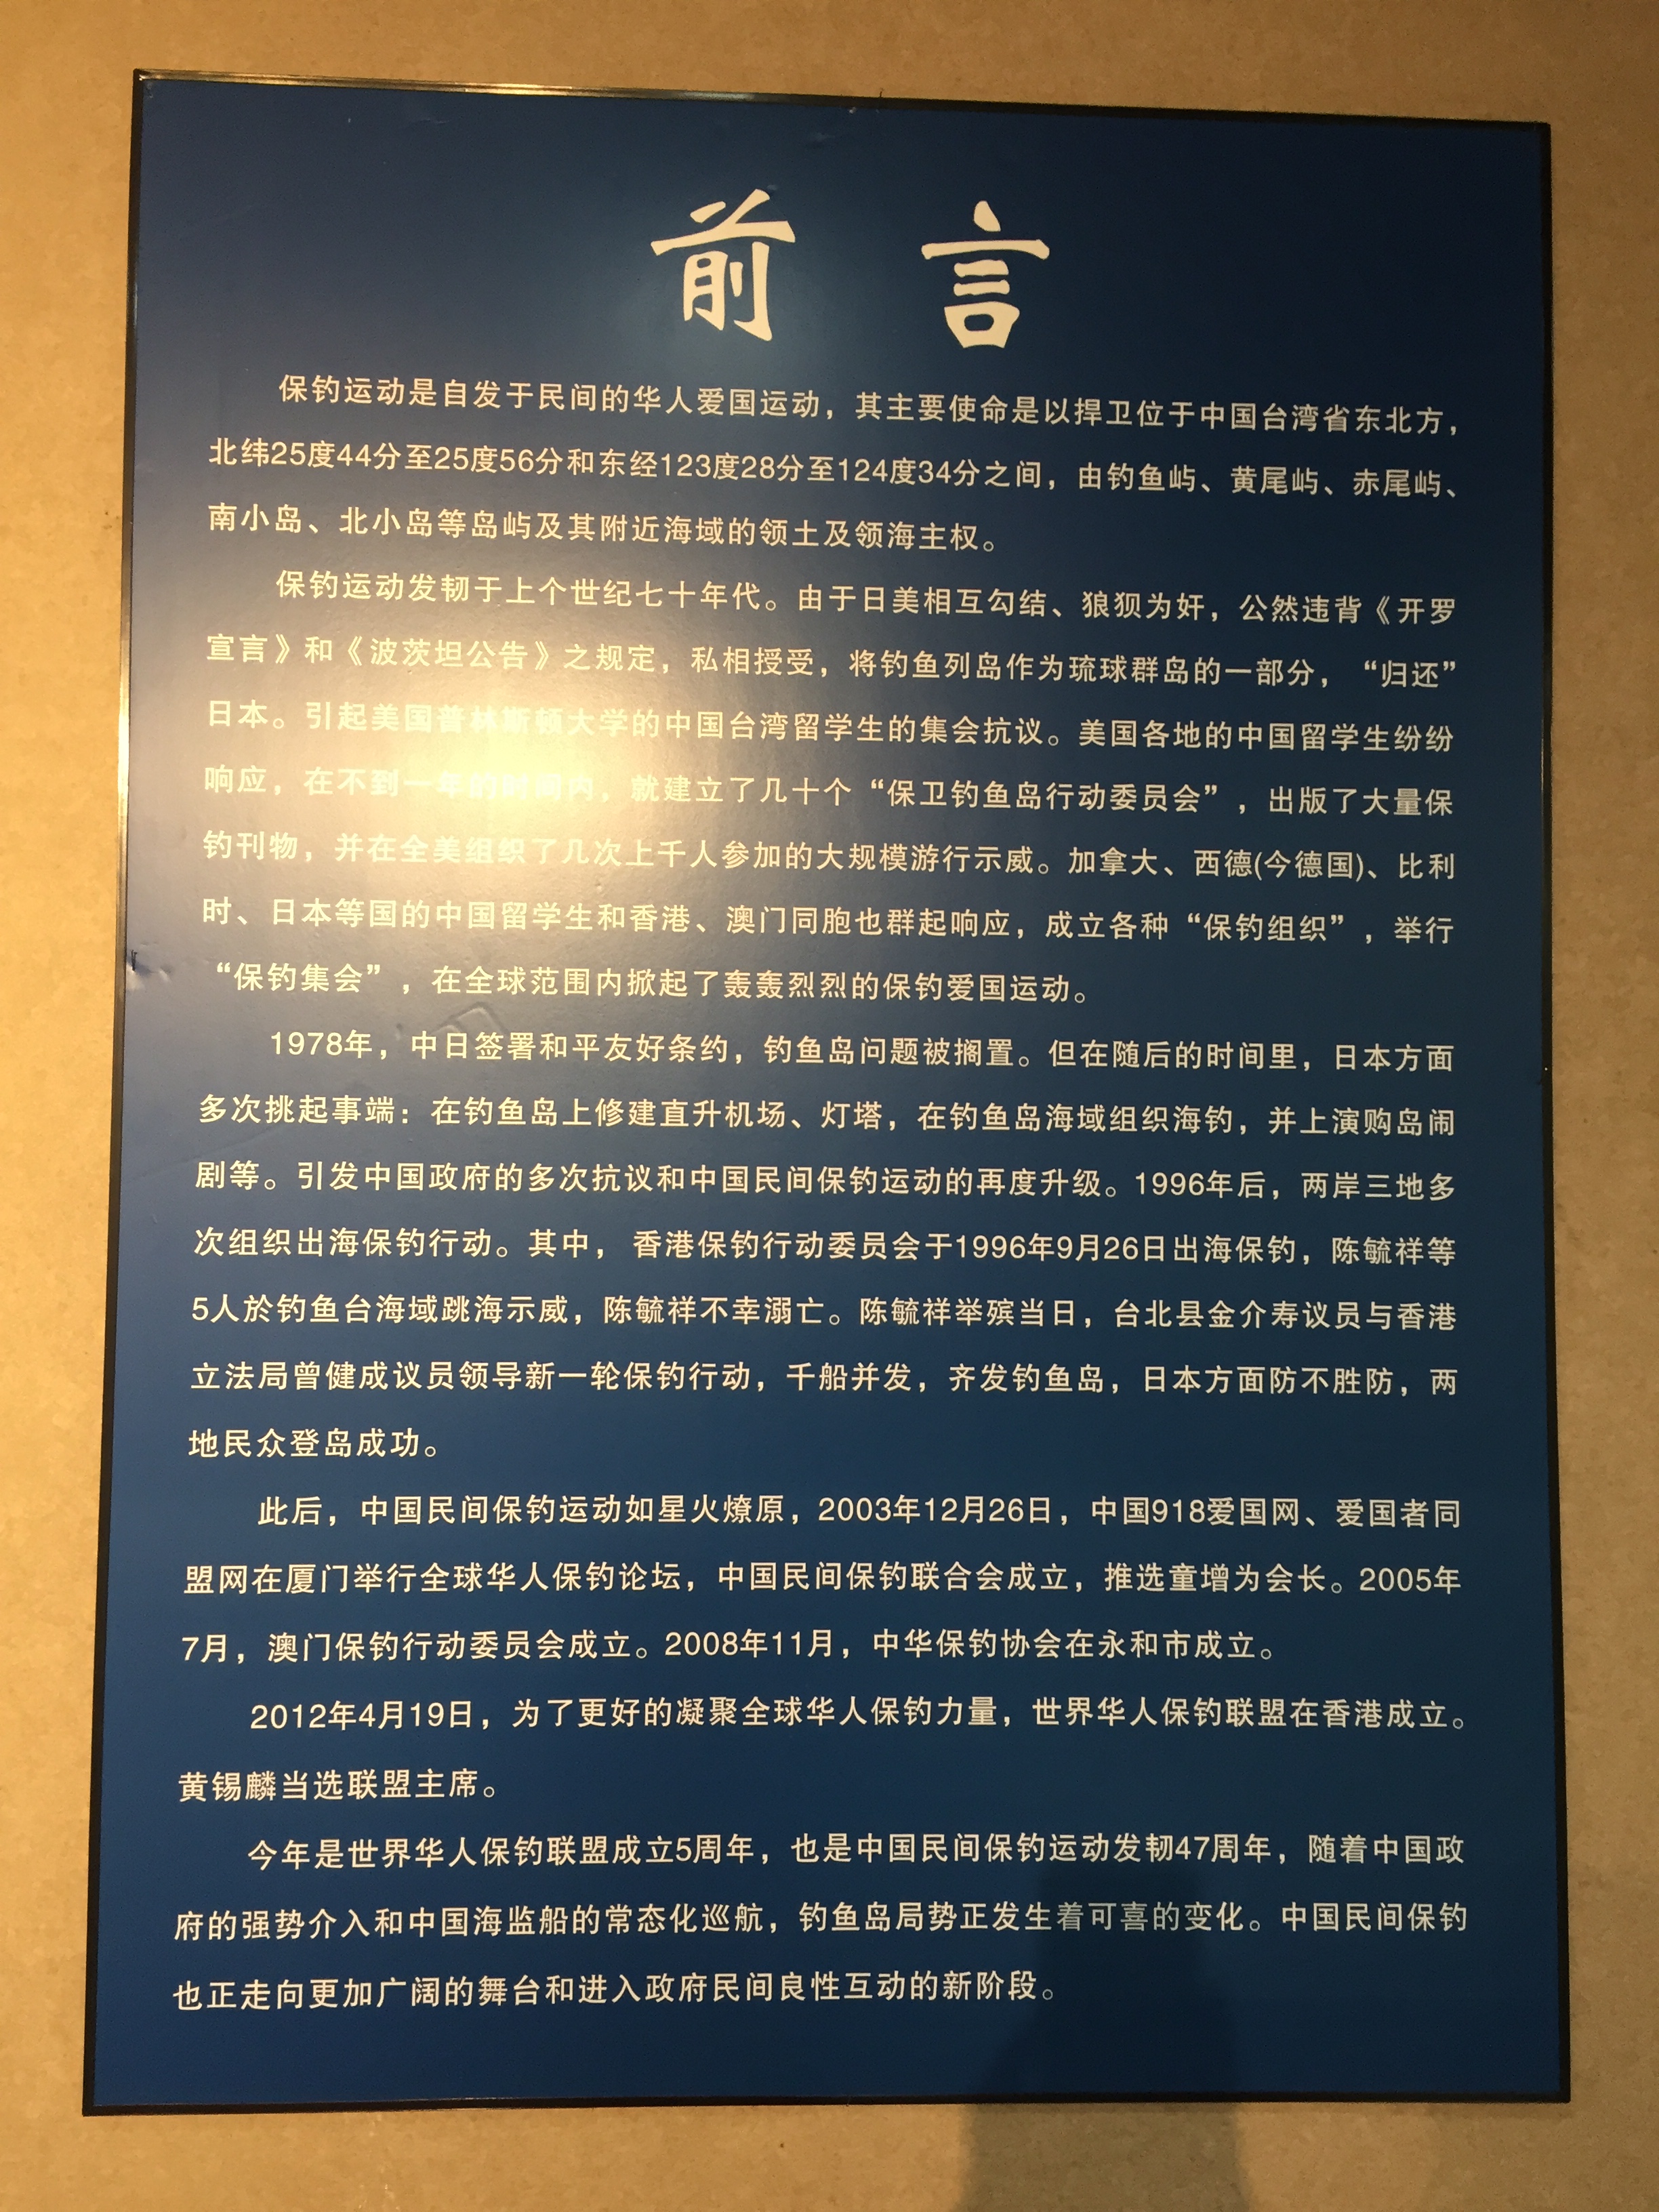 前 言
保钓运动是自发于民间的华人爱国运动，其主要使命是以捍卫位于中国台湾省东北方，
北纬25度44分至25度56分和东经123度28分至124度34分之间，由钓鱼屿、黄尾屿、赤尾屿、
南小岛、北小岛等岛屿及其附近海域的领土及领海主权。
保钓运动发韧于上个世纪七十年代。由于日美相互勾结、狼狈为奸，公然违背《开罗
宣言》和《波茨坦公告》之规定，私相授受，将钓鱼列岛作为琉球群岛的一部分，“归还”
日本。引起美国普林斯顿大学的中国台湾留学生的集会抗议。美国各地的中国留学生纷纷
响应，在不到一年的时间内，就建立了几十个“保卫钓鱼岛行动委员会”，出版了大量保
钓刊物，并在全美组织了几次上千人参加的大规模游行示威。加拿大、西德(今德国)、比利
时、日本等国的中国留学生和香港、澳门同胞也群起响应，成立各种“保钓组织”，举行
“保钓集会”，在全球范围内掀起了轰轰烈烈的保钓爱国运动。
1978年，中日签署和平友好条约，钓鱼岛问题被搁置。但在随后的时间里，日本方面
多次挑起事端：在钓鱼岛上修建直升机场、灯塔，在钓鱼岛海域组织海钓，并上演购岛闹
剧等。引发中国政府的多次抗议和中国民间保钓运动的再度升级。1996年后，两岸三地多
次组织出海保钓行动。其中，香港保钓行动委员会于1996年9月26日出海保钓，陈毓祥等
5人於钓鱼台海域跳海示威，陈毓祥不幸溺亡。陈毓祥举殡当日，台北县金介寿议员与香港
立法局曾健成议员领导新一轮保钓行动，千船并发，齐发钓鱼岛，日本方面防不胜防，两
地民众登岛成功。
此后，中国民间保钓运动如星火燎原，2003年12月26日，中国918爱国网、爱国者同
盟网在厦门举行全球华人保钓论坛，中国民间保钓联合会成立，推选童增为会长。2005年
7月，澳门保钓行动委员会成立。2008年11月，中华保钓协会在永和市成立。
2012年4月19日，为了更好的凝聚全球华人保钓力量，世界华人保钓联盟在香港成立。
黄锡麟当选联盟主席。
今年是世界华人保钓联盟成立5周年，也是中国民间保钓运动发韧47周年，随着中国政
府的强势介入和中国海监船的常态化巡航，钓鱼岛局势正发生着可喜的变化。中国民间保钓
也正走向更加广阔的舞台和进入政府民间良性互动的新阶段。